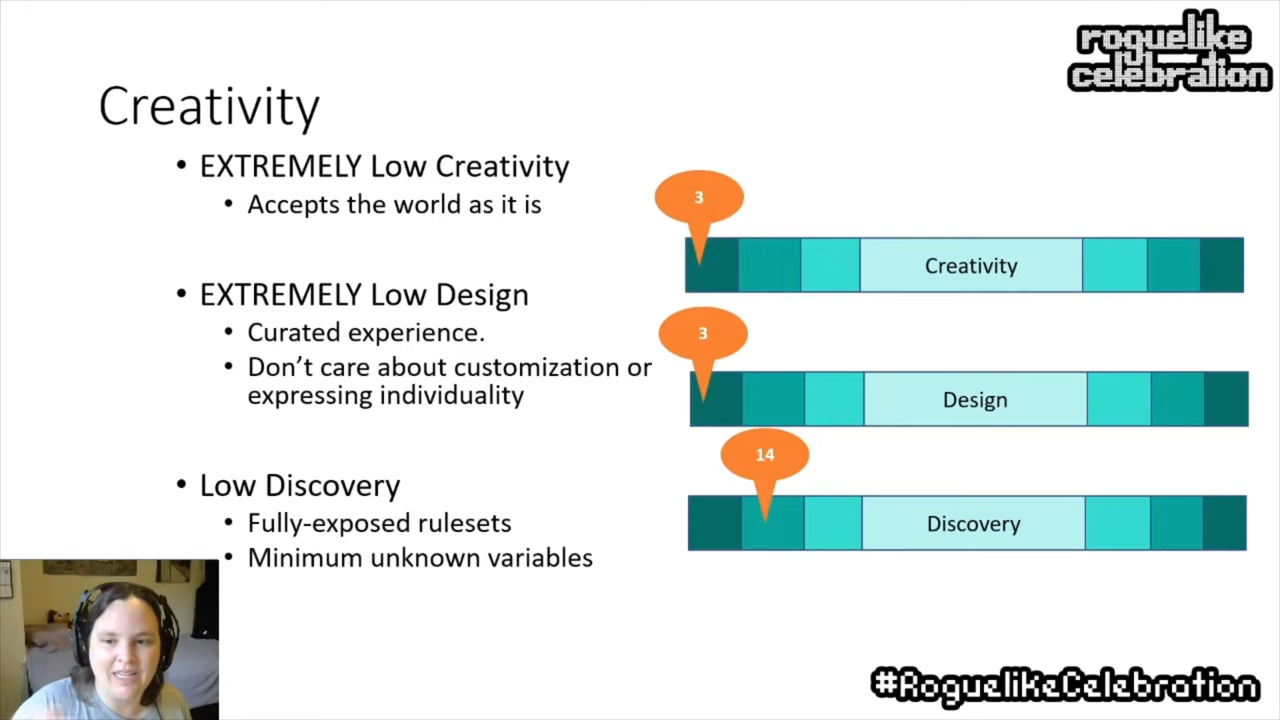 roguelike
celebration
Creativity
• EXTREMELY Low Creativity
• Accepts the world as it is
• EXTREMELY Low Design
• Curated experience.
• Don’t care about customization or
expressing individuality
• Low Discovery
• Fully-exposed rulesets
• Minimum unknown variables
3
Creativity
3
Design
14
Discovery
#RoguelikeCelebration